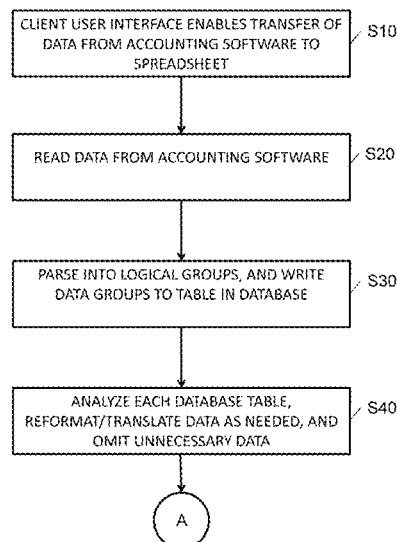 CLIENT USER INTERFACE ENABLES TRANSFER OF
DATA FROM ACCOUNTING SOFTWARE TO
SPREADSHEET
S10
READ DATA FROM ACCOUNTING SOFTWARE
S20
PARSE INTO LOGICAL GROUPS, AND WRITE
DATA GROUPS TO TABLE IN DATABASE
S30
ANALYZE EACH DATABASE TABLE,
REFORMAT/TRANSLATE DATA AS NEEDED, AND
OMIT UNNECESSARY DATA
S40
A